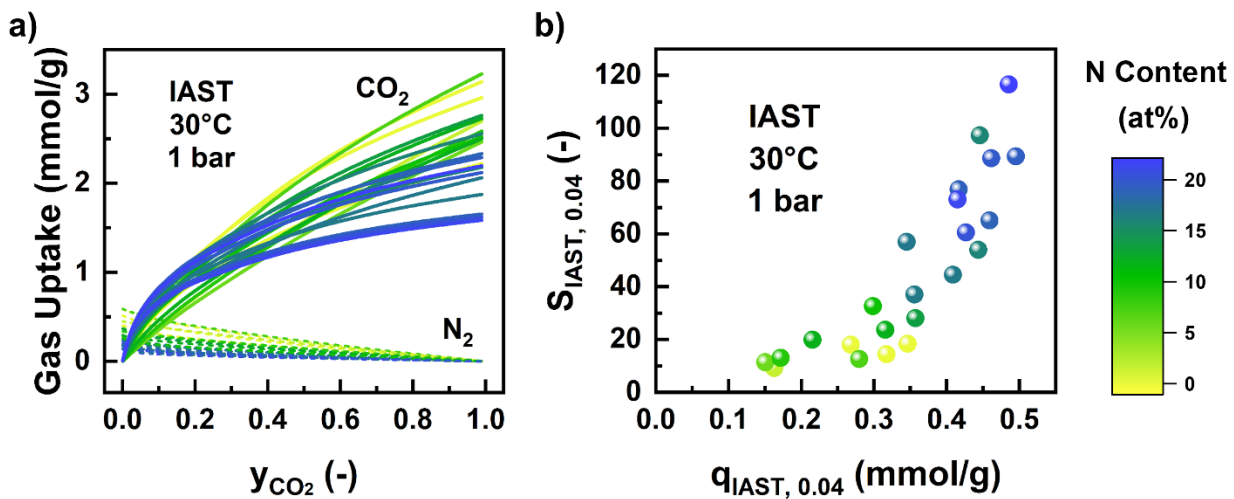 a)
Gas Uptake (mmol/g)
3
2
1
0
IAST
30°C
1 bar
CO₂
N₂
0.0 0.2 0.4 0.6 0.8 1.0
y_CO₂ (-)
b)
S_IAST, 0.04 (-)
120
100
80
60
40
20
0
IAST
30°C
1 bar
0.0 0.1 0.2 0.3 0.4 0.5
q_IAST, 0.04 (mmol/g)
N Content
(at%)
20
15
10
5
0